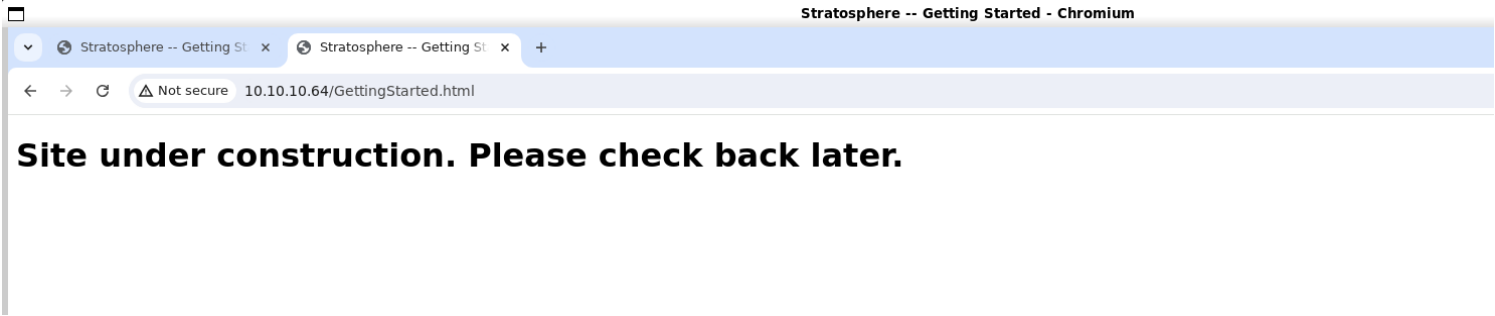 Stratosphere -- Getting Started - Chromium
Stratosphere -- Getting St
Stratosphere -- Getting St
Not secure 10.10.10.64/GettingStarted.html
Site under construction. Please check back later.